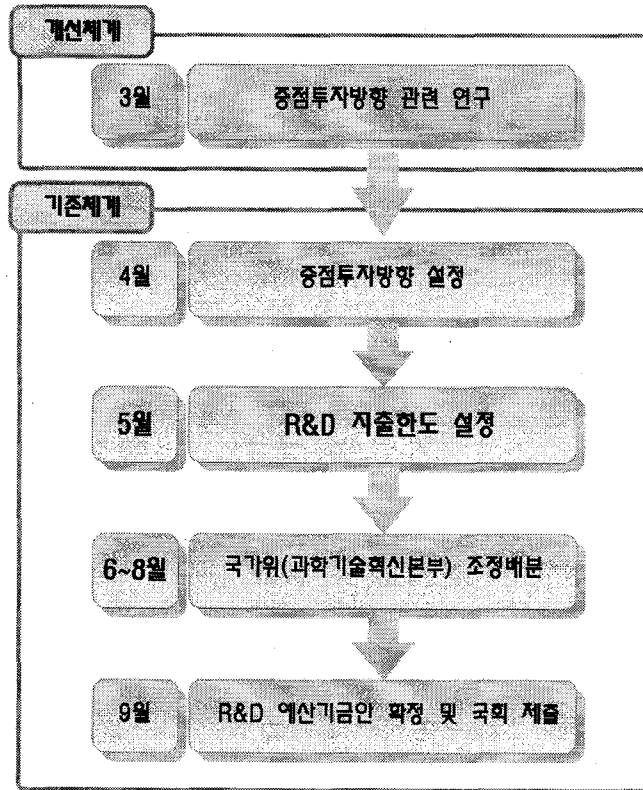 개선체계
3월 중점투자방향 관련 연구
기존체계
4월 중점투자방향 설정
5월 R&D 지출한도 설정
6~8월 국가위(과학기술혁신본부) 조정배분
9월 R&D 예산기금안 확정 및 국회 제출